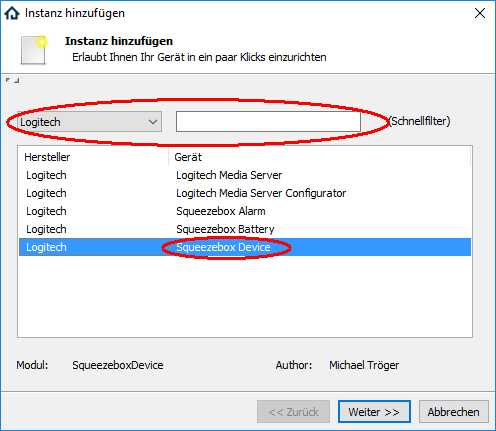 Instanz hinzufügen
Instanz hinzufügen
Erlaubt Ihnen Ihr Gerät in ein paar Klicks einzurichten
Logitech (Schnellfilter)
Hersteller Gerät
Logitech Logitech Media Server
Logitech Logitech Media Server Configurator
Logitech Squeezebox Alarm
Logitech Squeezebox Battery
Logitech Squeezebox Device
Modul: SqueezeboxDevice Author: Michael Tröger
<< Zurück Weiter >> Abbrechen